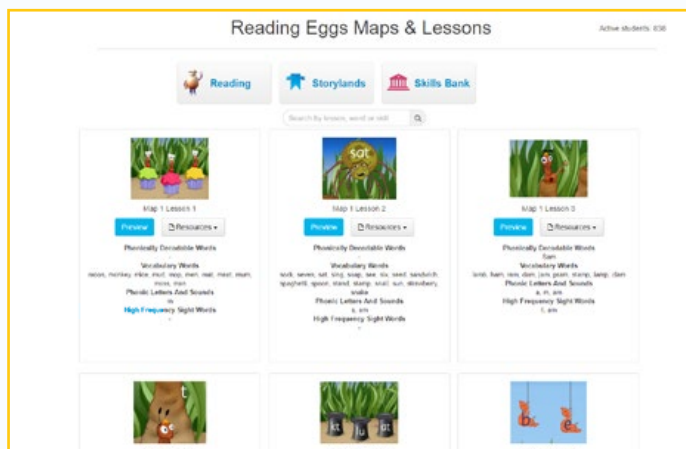 Reading Eggs Maps & Lessons
Active students: 838
Reading
Storylands
Skills Bank
Search by lesson, word or skill
sat
Map 1 Lesson 1
Map 1 Lesson 2
Map 1 Lesson 3
Preview
Resources
Preview
Resources
Preview
Resources
Phonically Decodable Words
-
Vocabulary Words
moon, monkey, mice, mud, mop, men, mat, meat, mum,
moss, man
Phonic Letters And Sounds
m
High Frequency Sight Words
-
Phonically Decodable Words
-
Vocabulary Words
sock, seven, sat, sing, soap, see, six, seed, sandwich,
spaghetti, spoon, stand, stamp, snail, sun, strawberry,
snake
Phonic Letters And Sounds
s, am
High Frequency Sight Words
-
Phonically Decodable Words
Sam
Vocabulary Words
lamb, ham, ram, dam, jam, pram, stamp, lamp, clam
Phonic Letters And Sounds
a, m, am
High Frequency Sight Words
I, am
t
kt
lu
at
b
e